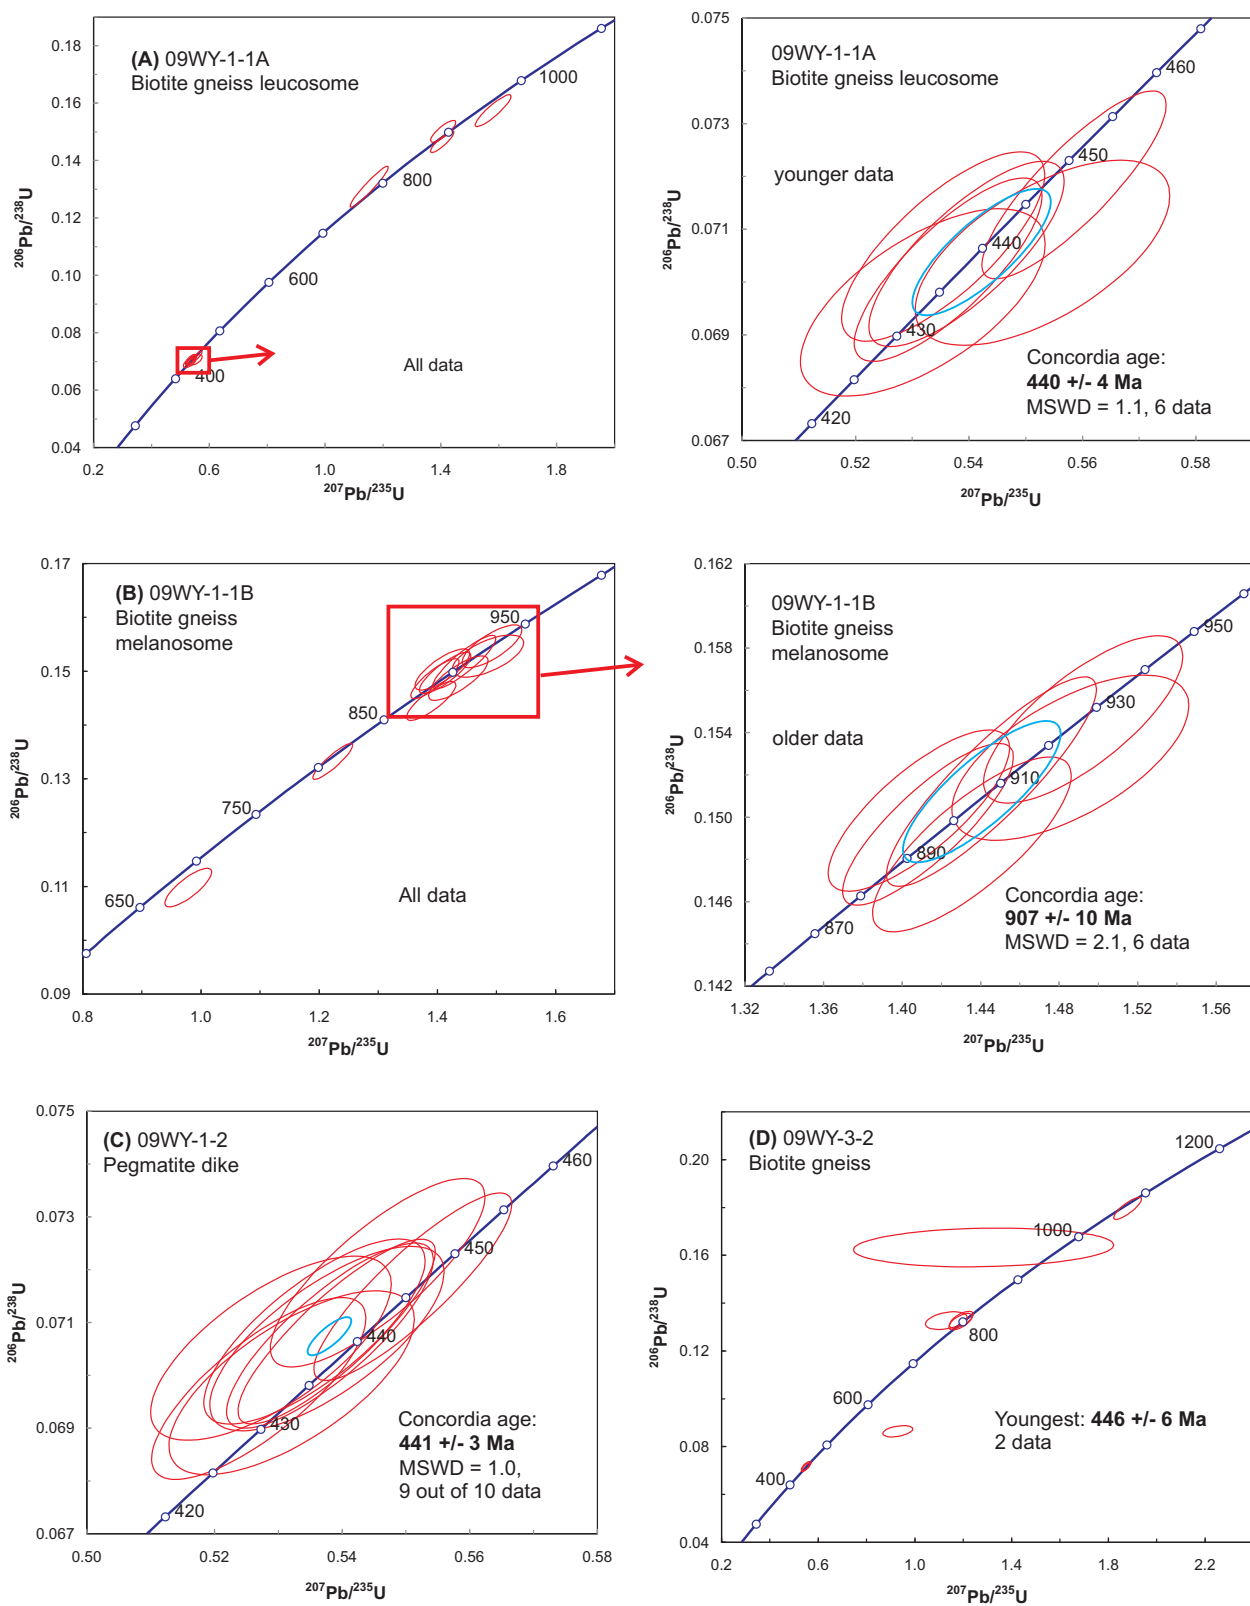 (A) 09WY-1-1A
Biotite gneiss leucosome
0.18
0.16
0.14
0.12
0.10
0.08
0.06
0.04
206Pb/238U
1000
800
600
400
All data
0.2
0.6
1.0
1.4
1.8
207Pb/235U
09WY-1-1A
Biotite gneiss leucosome
younger data
0.075
0.073
0.071
0.069
0.067
206Pb/238U
460
450
440
430
420
Concordia age:
440 +/- 4 Ma
MSWD = 1.1, 6 data
0.50
0.52
0.54
0.56
0.58
207Pb/235U
(B) 09WY-1-1B
Biotite gneiss
melanosome
0.17
0.15
0.13
0.11
0.09
206Pb/238U
950
850
750
650
All data
0.8
1.0
1.2
1.4
1.6
207Pb/235U
09WY-1-1B
Biotite gneiss
melanosome
older data
0.162
0.158
0.154
0.150
0.146
0.142
206Pb/238U
950
930
910
890
870
Concordia age:
907 +/- 10 Ma
MSWD = 2.1, 6 data
1.32
1.36
1.40
1.44
1.48
1.52
1.56
207Pb/235U
(C) 09WY-1-2
Pegmatite dike
0.075
0.073
0.071
0.069
0.067
206Pb/238U
460
450
440
430
420
Concordia age:
441 +/- 3 Ma
MSWD = 1.0,
9 out of 10 data
0.50
0.52
0.54
0.56
0.58
207Pb/235U
(D) 09WY-3-2
Biotite gneiss
0.20
0.16
0.12
0.08
0.04
206Pb/238U
1200
1000
800
600
400
Youngest: 446 +/- 6 Ma
2 data
0.2
0.6
1.0
1.4
1.8
2.2
207Pb/235U